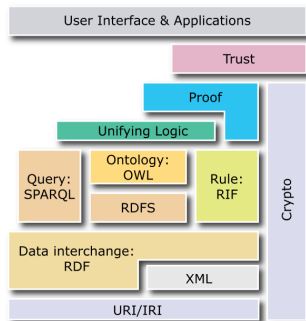 User Interface & Applications
Trust
Proof
Unifying Logic
Query:
SPARQL
Ontology:
OWL
RDFS
Rule:
RIF
Crypto
Data interchange:
RDF
XML
URI/IRI